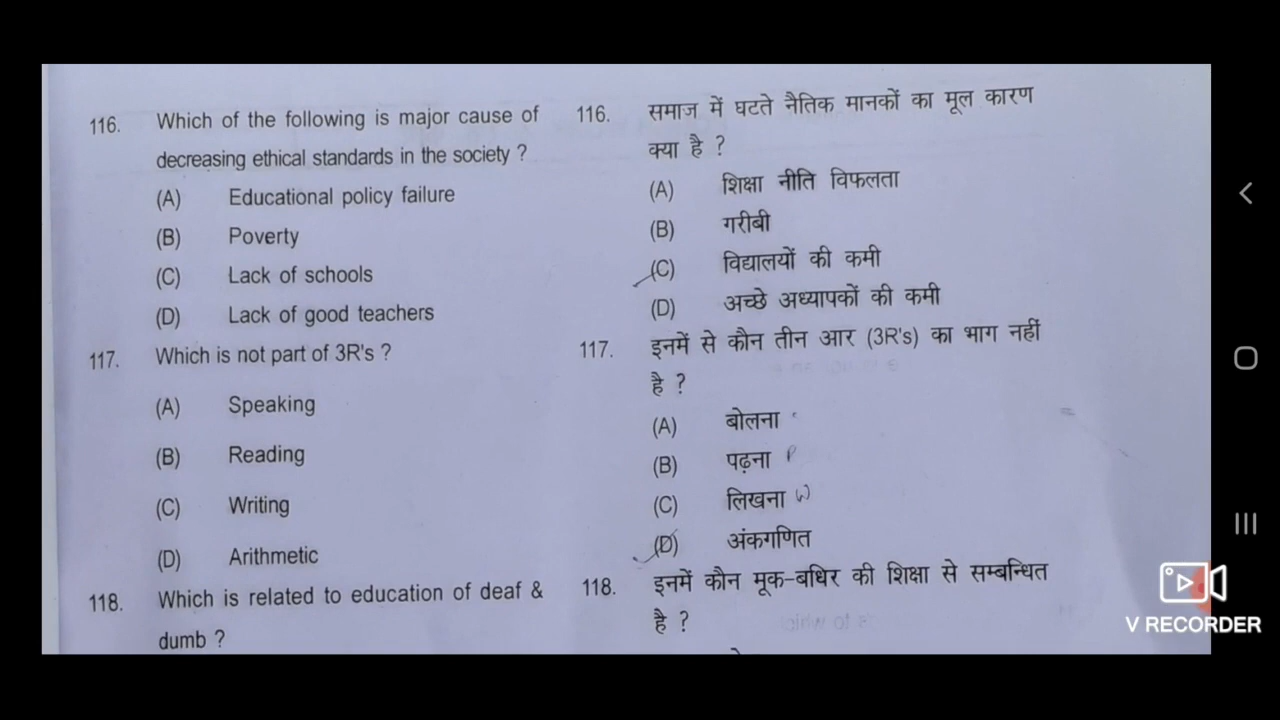 116. Which of the following is major cause of
decreasing ethical standards in the society ?
(A) Educational policy failure
(B) Poverty
(C) Lack of schools
(D) Lack of good teachers
117. Which is not part of 3R's ?
(A) Speaking
(B) Reading
(C) Writing
(D) Arithmetic
118. Which is related to education of deaf &
dumb ?
116. समाज में घटते नैतिक मानकों का मूल कारण
क्या है ?
(A) शिक्षा नीति विफलता
(B) गरीबी
(C) विद्यालयों की कमी
(D) अच्छे अध्यापकों की कमी
117. इनमें से कौन तीन आर (3R's) का भाग नहीं
है ?
(A) बोलना
(B) पढ़ना
(C) लिखना W
(D) अंकगणित
118. इनमें कौन मूक-बधिर की शिक्षा से सम्बन्धित
है ?
V RECORDER